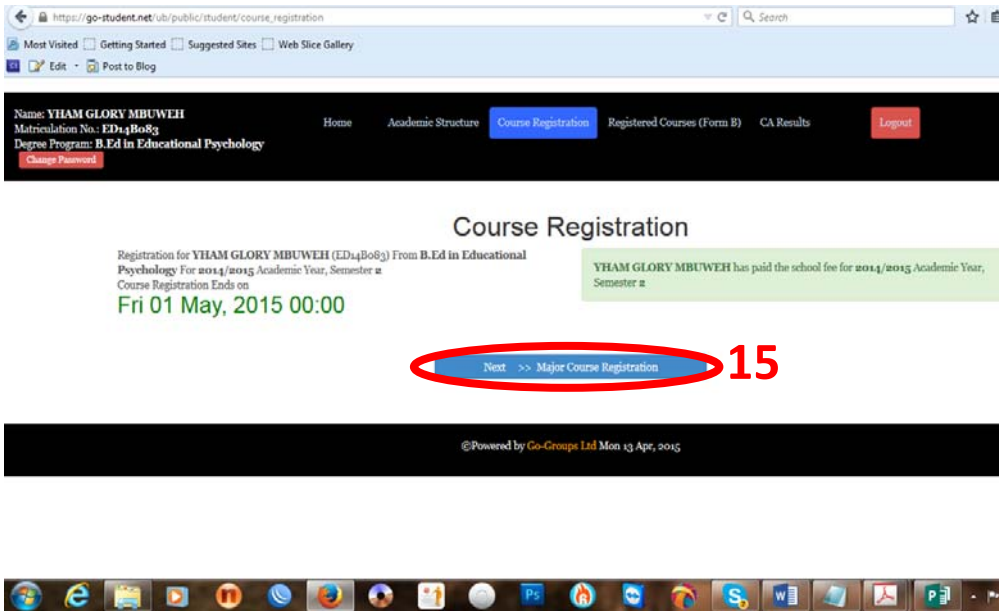 https://go-student.net/ub/public/student/course_registration
Search
Most Visited Getting Started Suggested Sites Web Slice Gallery
Edit Post to Blog
Name: YHAM GLORY MBUWEH
Matriculation No.: ED14B083
Degree Program: B.Ed in Educational Psychology
Change Password
Home Academic Structure Course Registration Registered Courses (Form B) CA Results Logout
Course Registration
Registration for YHAM GLORY MBUWEH (ED14B083) From B.Ed in Educational
Psychology For 2014/2015 Academic Year, Semester 2
Course Registration Ends on
Fri 01 May, 2015 00:00
YHAM GLORY MBUWEH has paid the school fee for 2014/2015 Academic Year,
Semester 2
Next >> Major Course Registration
15
©Powered by Go-Groups Ltd Mon 13 Apr, 2015